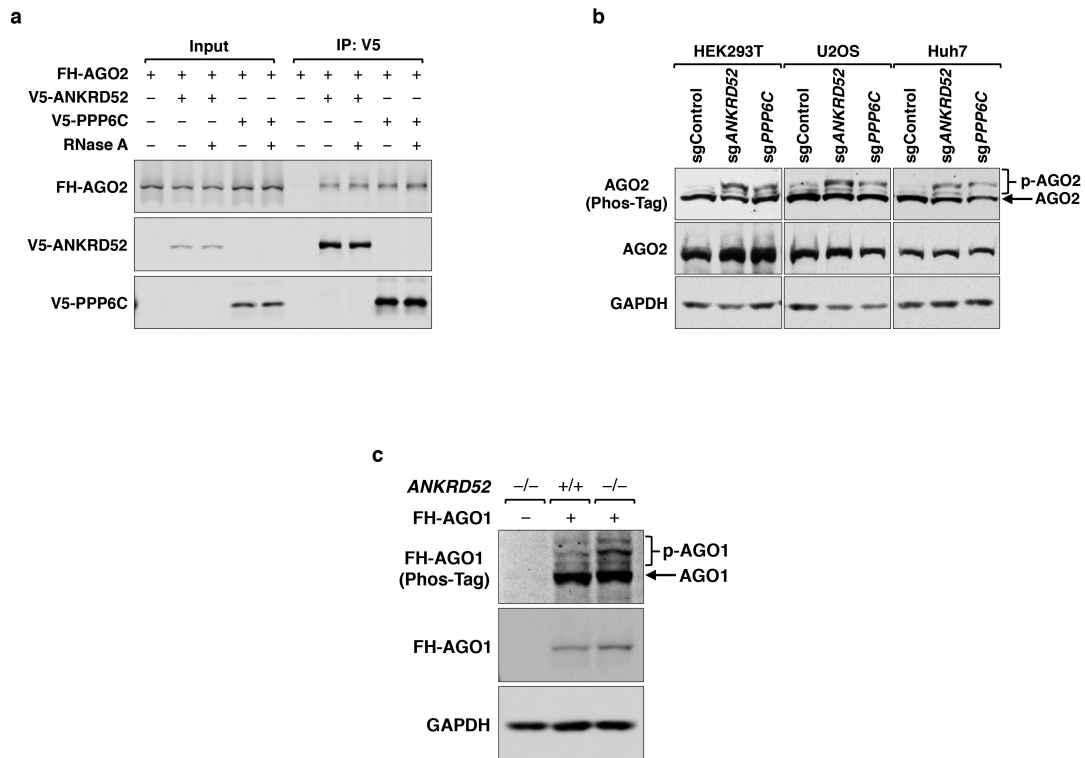 a
Input IP: V5
FH-AGO2 + + + + + + + + + +
V5-ANKRD52 – + + – – – + + – –
V5-PPP6C – – – + + – – – + +
RNase A – – + – + – – + – +
FH-AGO2
V5-ANKRD52
V5-PPP6C
b
HEK293T U2OS Huh7
sgControl sgANKRD52 sgPPP6C sgControl sgANKRD52 sgPPP6C sgControl sgANKRD52 sgPPP6C
AGO2
(Phos-Tag)
p-AGO2
AGO2
AGO2
GAPDH
c
ANKRD52 –/– +/+ –/–
FH-AGO1 – + +
FH-AGO1
(Phos-Tag)
p-AGO1
AGO1
FH-AGO1
GAPDH